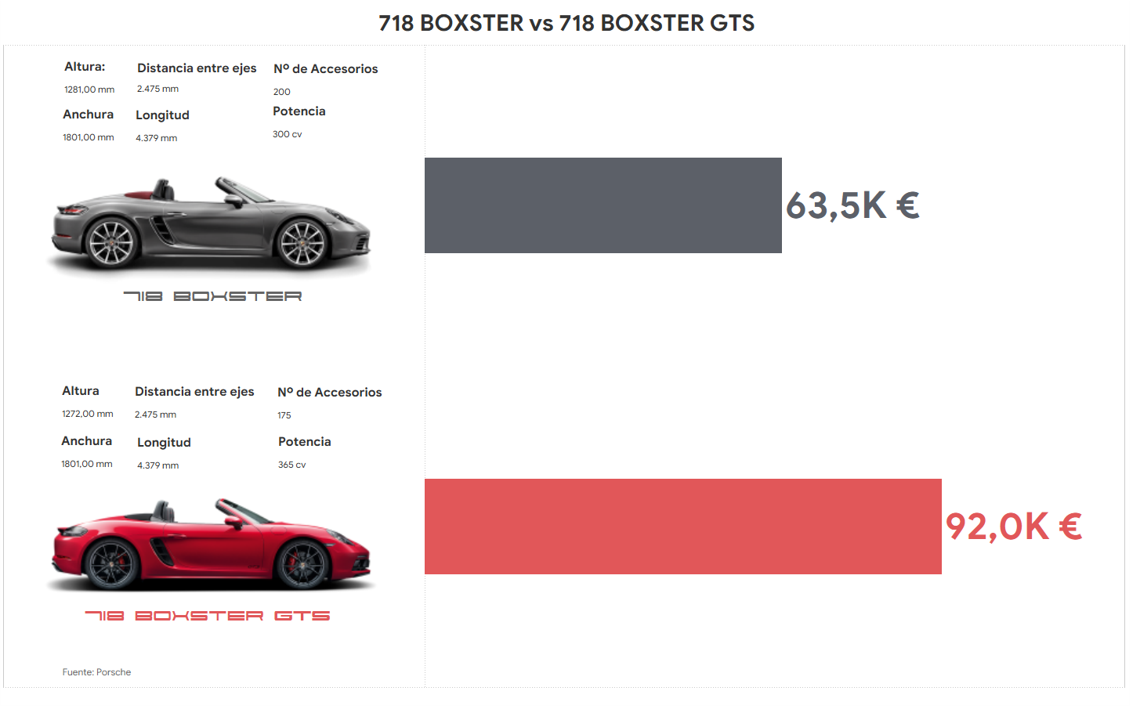 718 BOXSTER vs 718 BOXSTER GTS
Altura: Distancia entre ejes Nº de Accesorios
1281,00 mm 2.475 mm 200
Anchura Longitud Potencia
1801,00 mm 4.379 mm 300 cv
63,5K €
718 BOXSTER
Altura Distancia entre ejes Nº de Accesorios
1272,00 mm 2.475 mm 175
Anchura Longitud Potencia
1801,00 mm 4.379 mm 365 cv
92,0K €
718 BOXSTER GTS
Fuente: Porsche